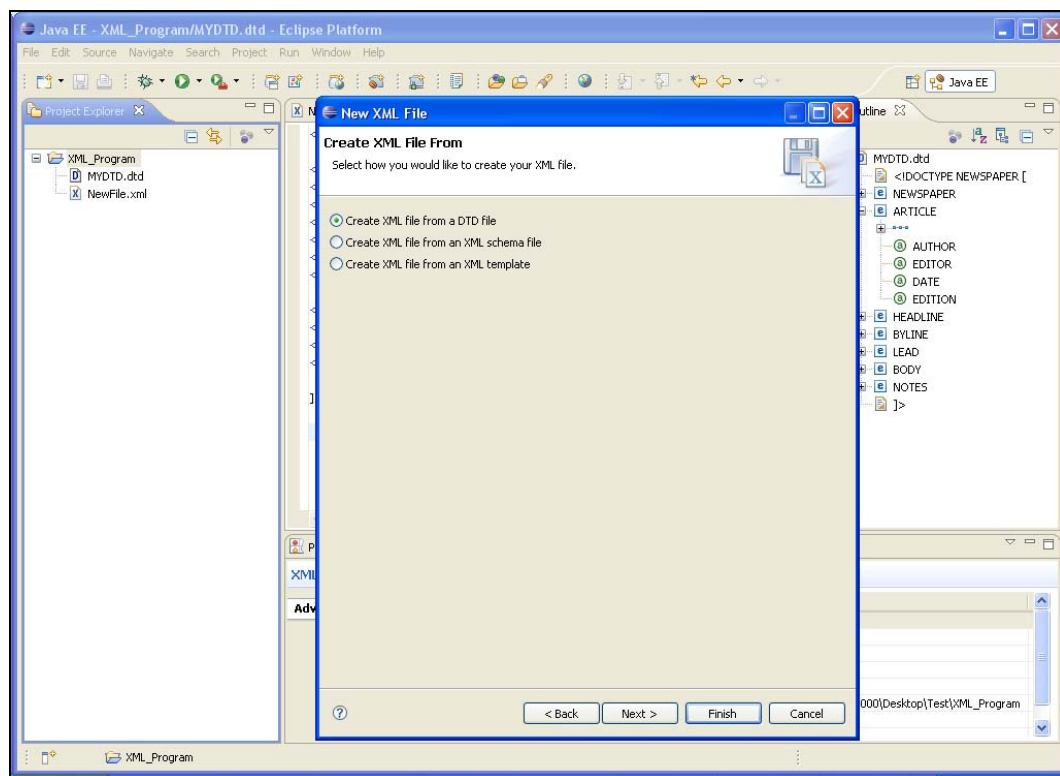 Java EE - XML_Program/MYDTD.dtd - Eclipse Platform
File Edit Source Navigate Search Project Run Window Help
Java EE
Project Explorer
XML_Program
MYDTD.dtd
NewFile.xml
N
New XML File
Create XML File From
Select how you would like to create your XML file.
Create XML file from a DTD file
Create XML file from an XML schema file
Create XML file from an XML template
< Back
Next >
Finish
Cancel
utline
MYDTD.dtd
<!DOCTYPE NEWSPAPER [
NEWSPAPER
ARTICLE
AUTHOR
EDITOR
DATE
EDITION
HEADLINE
BYLINE
LEAD
BODY
NOTES
]>
P
XML
Adv
000\Desktop\Test\XML_Program
XML_Program